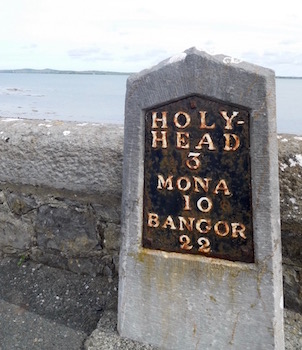 HOLY-
HEAD
3
MONA
10
BANGOR
22